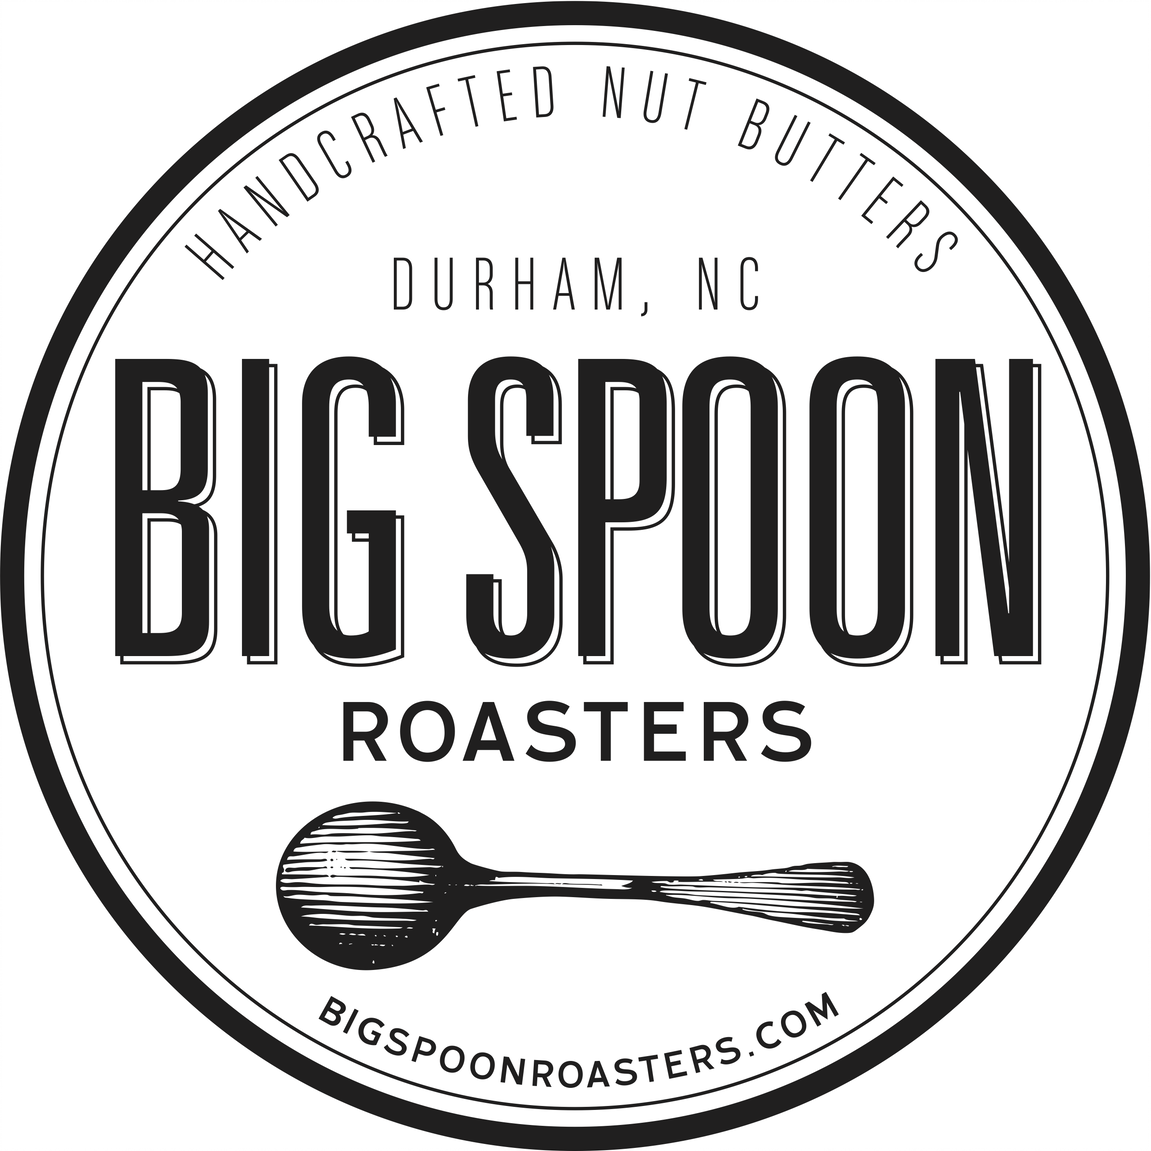 HANDCRAFTED NUT BUTTERS
DURHAM, NC
BIG SPOON
ROASTERS
BIGSPOONROASTERS.COM